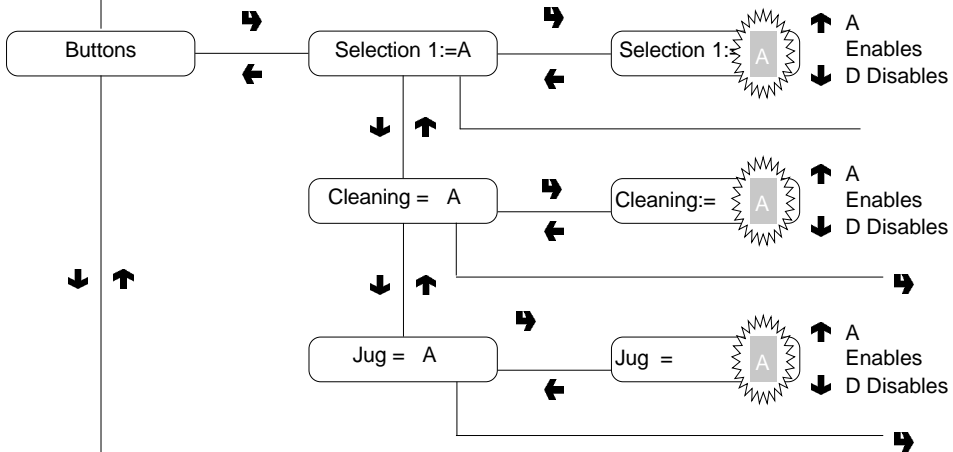 Buttons
Selection 1:=A
Selection 1:= A
A
Enables
D Disables
Cleaning = A
Cleaning:= A
A
Enables
D Disables
Jug = A
Jug = A
A
Enables
D Disables